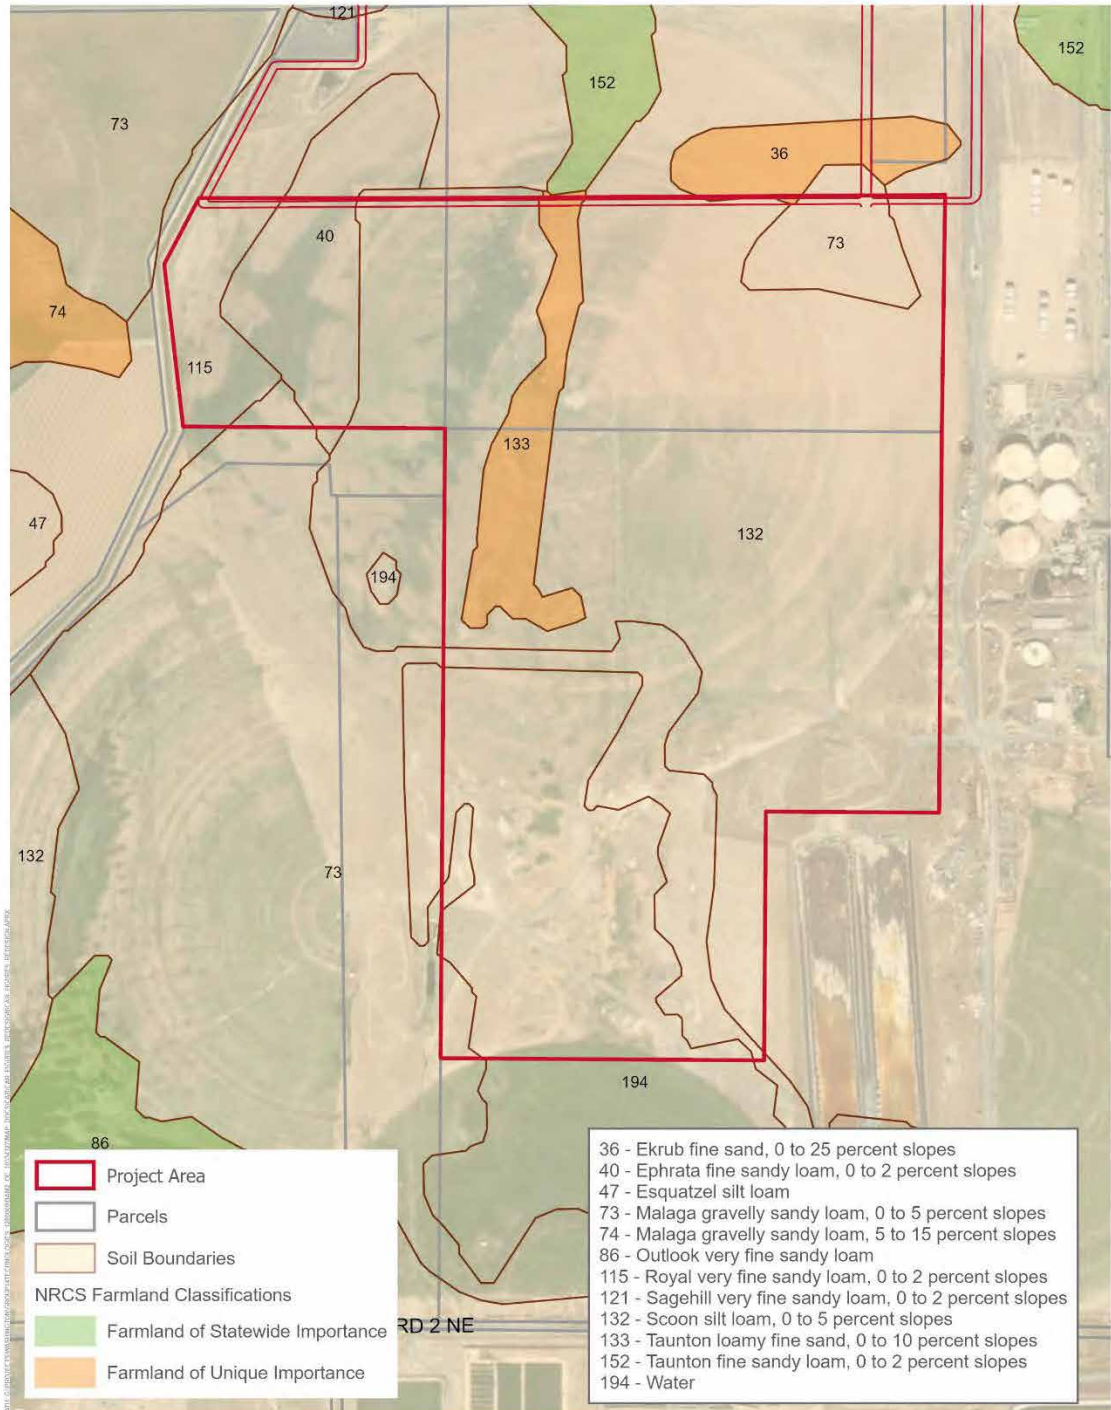 121
152
152
73
36
40
73
74
115
133
47
132
194
132
73
194
86
RD 2 NE
Project Area
Parcels
Soil Boundaries
NRCS Farmland Classifications
Farmland of Statewide Importance
Farmland of Unique Importance
36 - Ekrub fine sand, 0 to 25 percent slopes
40 - Ephrata fine sandy loam, 0 to 2 percent slopes
47 - Esquatzel silt loam
73 - Malaga gravelly sandy loam, 0 to 5 percent slopes
74 - Malaga gravelly sandy loam, 5 to 15 percent slopes
86 - Outlook very fine sandy loam
115 - Royal very fine sandy loam, 0 to 2 percent slopes
121 - Sagehill very fine sandy loam, 0 to 2 percent slopes
132 - Scoon silt loam, 0 to 5 percent slopes
133 - Taunton loamy fine sand, 0 to 10 percent slopes
152 - Taunton fine sandy loam, 0 to 2 percent slopes
194 - Water